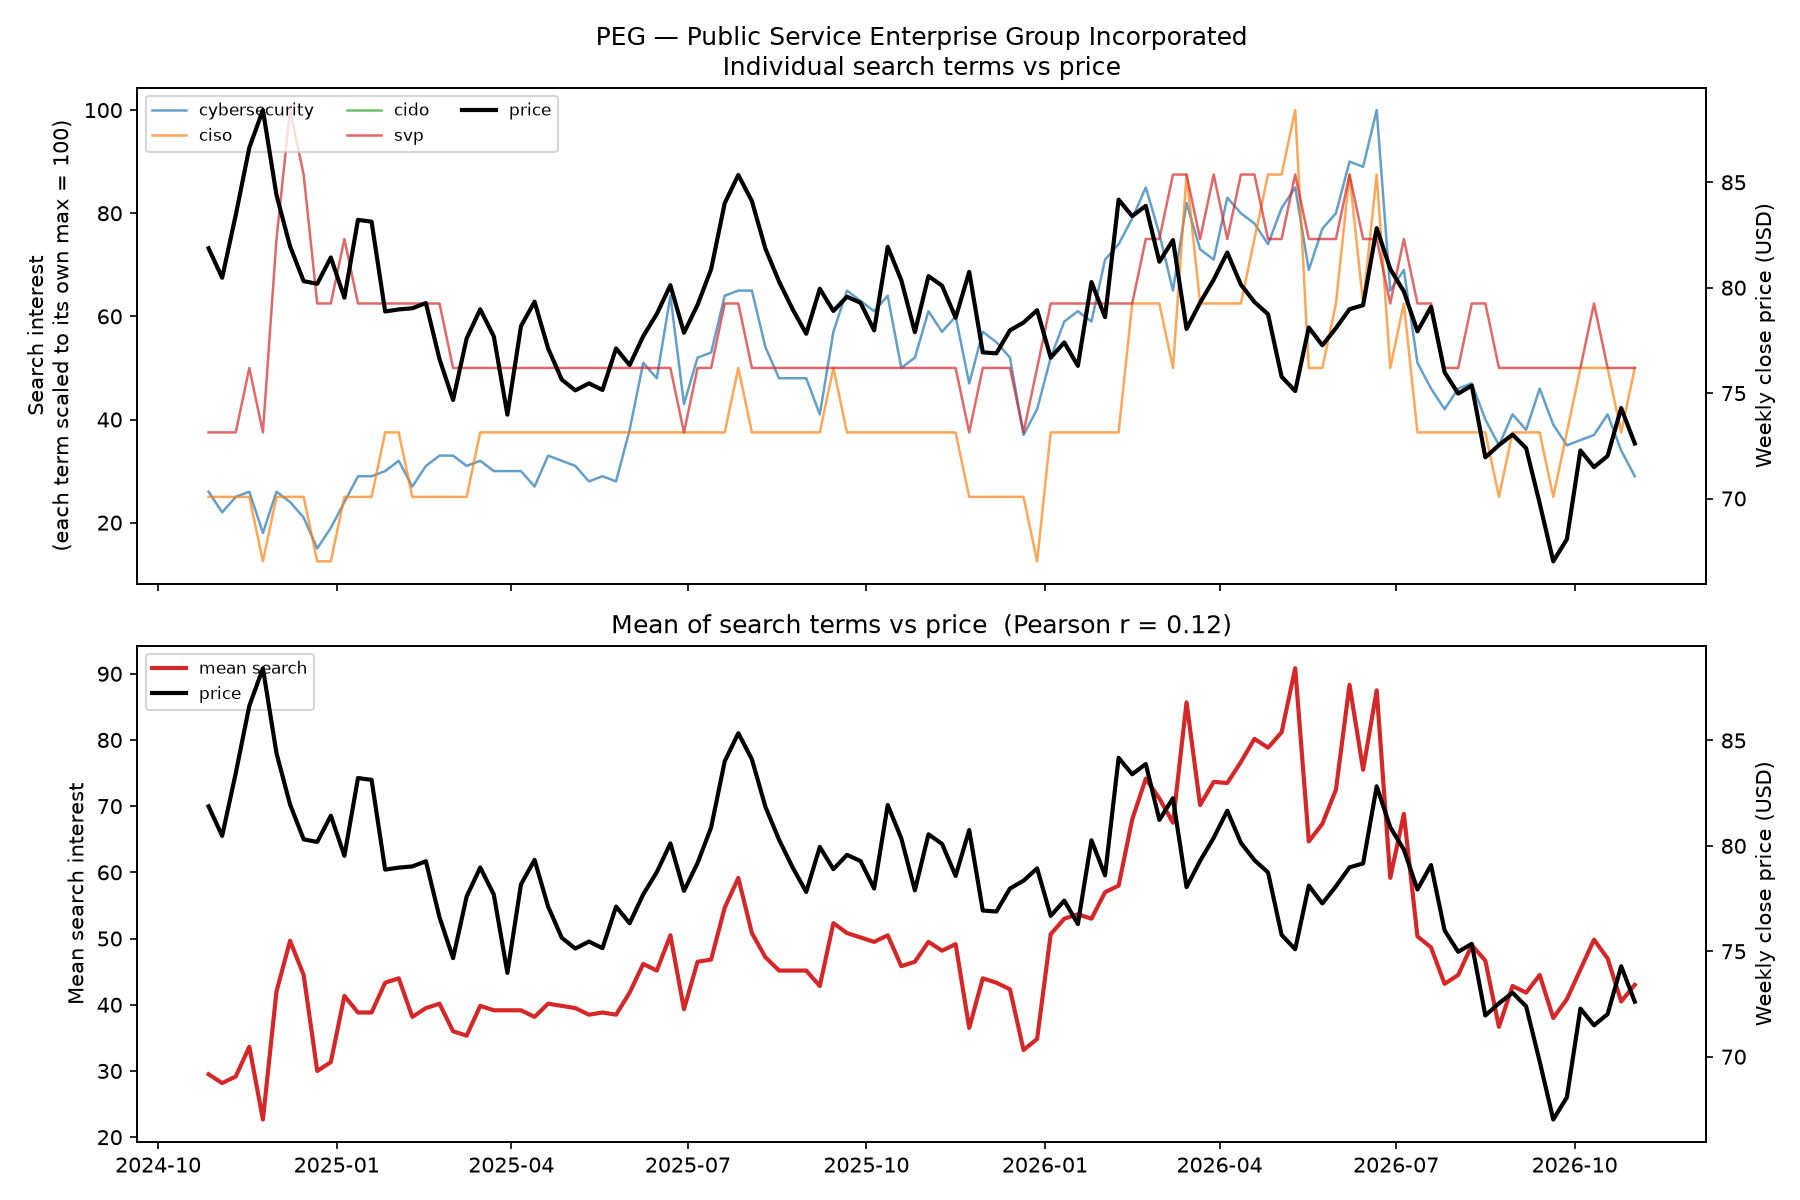 PEG — Public Service Enterprise Group Incorporated
Individual search terms vs price
Search interest
(each term scaled to its own max = 100)
100
80
60
40
20
cybersecurity
ciso
cido
svp
price
85
80
75
70
Weekly close price (USD)
Mean of search terms vs price  (Pearson r = 0.12)
Mean search interest
90
80
70
60
50
40
30
20
mean search
price
85
80
75
70
Weekly close price (USD)
2024-10
2025-01
2025-04
2025-07
2025-10
2026-01
2026-04
2026-07
2026-10